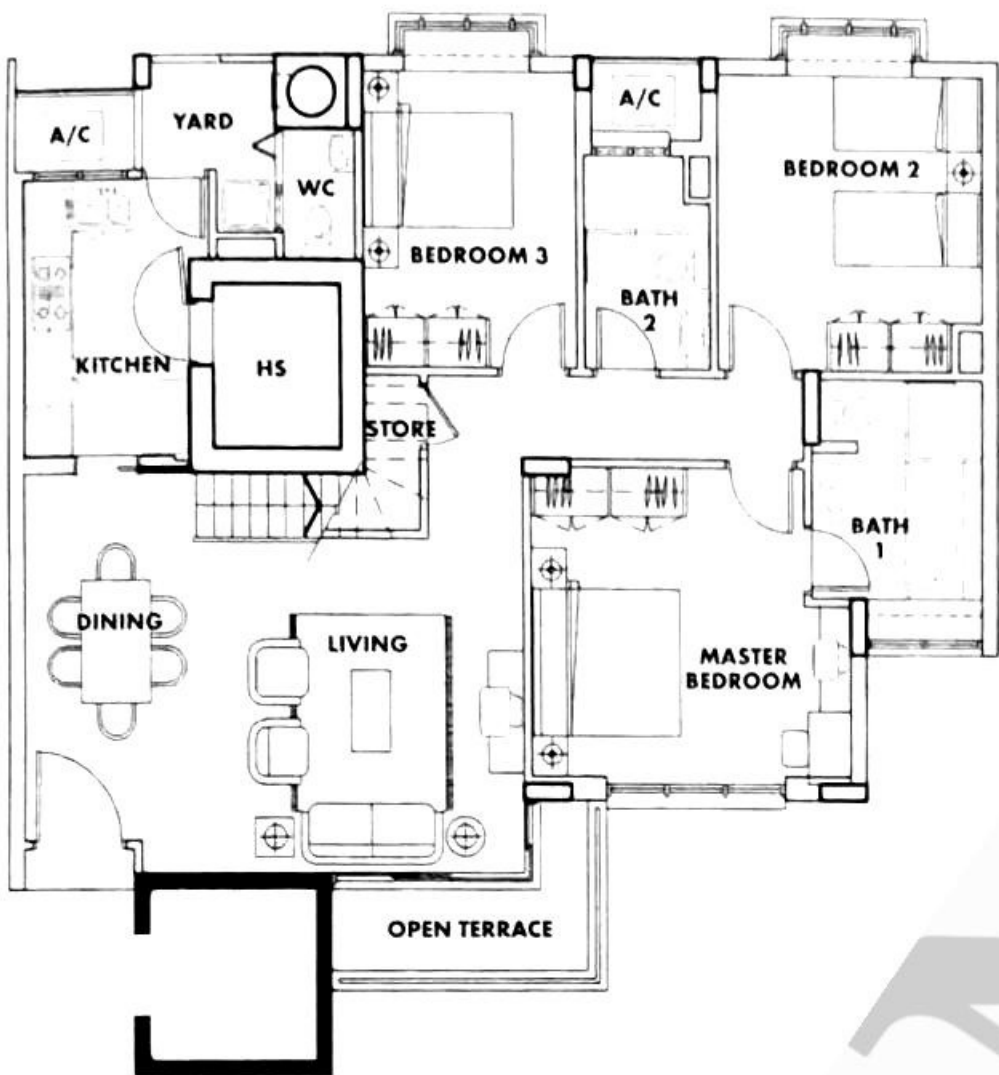 A/C
YARD
WC
BEDROOM 3
A/C
BEDROOM 2
BATH
2
KITCHEN
HS
STORE
BATH
1
DINING
LIVING
MASTER
BEDROOM
OPEN TERRACE